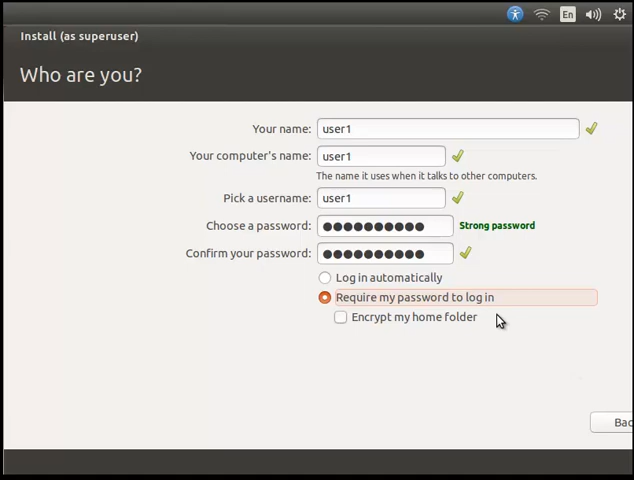 En
Install (as superuser)
Who are you?
Your name: user1
Your computer's name: user1
The name it uses when it talks to other computers.
Pick a username: user1
Choose a password: ●●●●●●●●●● Strong password
Confirm your password: ●●●●●●●●●●
Log in automatically
Require my password to log in
Encrypt my home folder
Bac